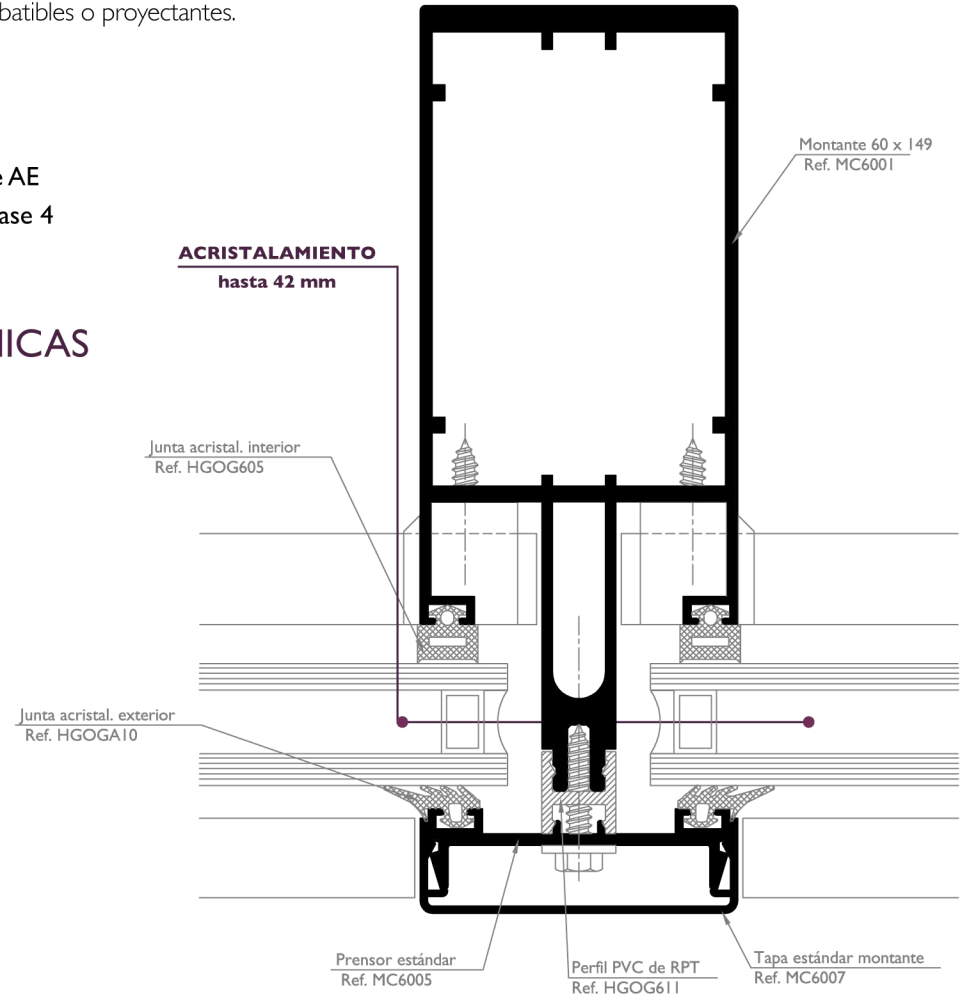 batibles o proyectantes.
e AE
ase 4
ACRISTALAMIENTO
hasta 42 mm
Montante 60 x 149
Ref. MC6001
NICAS
Junta acristal. interior
Ref. HGOG605
Junta acristal. exterior
Ref. HGOGA10
Prensor estándar
Ref. MC6005
Perfil PVC de RPT
Ref. HGOG611
Tapa estándar montante
Ref. MC6007